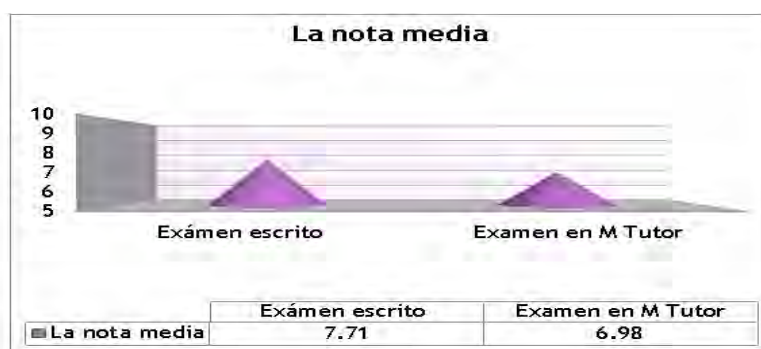 La nota media
10
9
8
7
6
5
Exámen escrito Examen en M Tutor
Exámen escrito Examen en M Tutor
La nota media 7.71 6.98